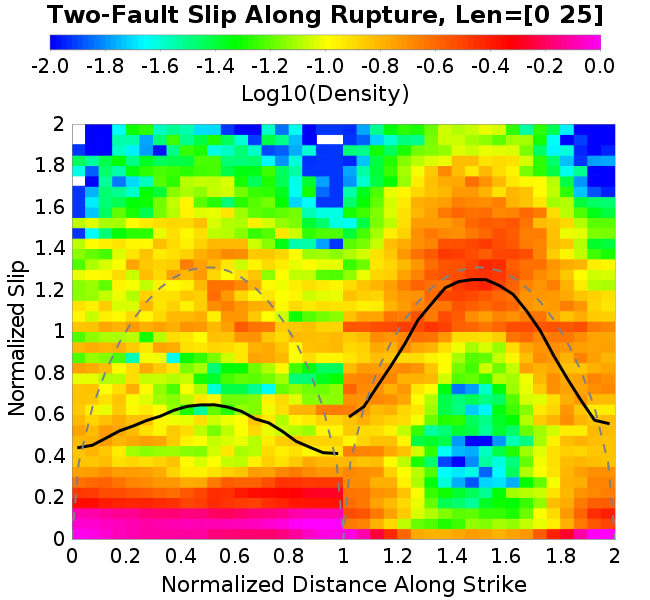 Two-Fault Slip Along Rupture, Len=[0 25]
-2.0 -1.8 -1.6 -1.4 -1.2 -1.0 -0.8 -0.6 -0.4 -0.2 0.0
Log10(Density)
2
1.8
1.6
1.4
1.2
1
0.8
0.6
0.4
0.2
0
Normalized Slip
0 0.2 0.4 0.6 0.8 1 1.2 1.4 1.6 1.8 2
Normalized Distance Along Strike